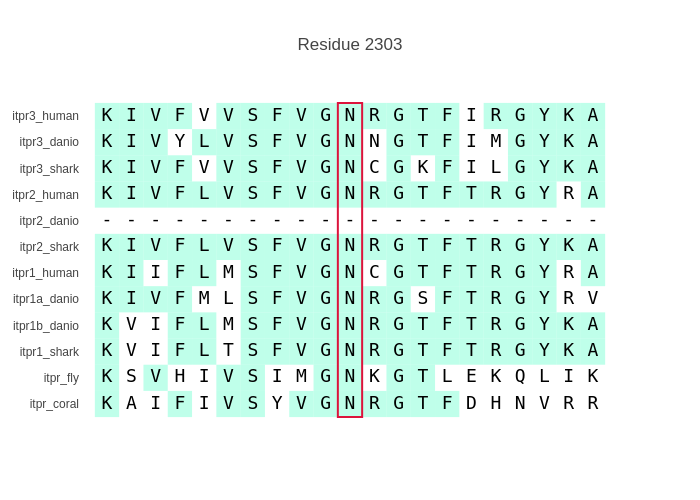 Residue 2303
itpr3_human K I V F V V S F V G N R G T F I R G Y K A
itpr3_danio K I V Y L V S F V G N N G T F I M G Y K A
itpr3_shark K I V F V V S F V G N C G K F I L G Y K A
itpr2_human K I V F L V S F V G N R G T F T R G Y R A
itpr2_danio - - - - - - - - - - - - - - - - - - - - -
itpr2_shark K I V F L V S F V G N R G T F T R G Y K A
itpr1_human K I I F L M S F V G N C G T F T R G Y R A
itpr1a_danio K I V F M L S F V G N R G S F T R G Y R V
itpr1b_danio K V I F L M S F V G N R G T F T R G Y K A
itpr1_shark K V I F L T S F V G N R G T F T R G Y K A
itpr_fly K S V H I V S I M G N K G T L E K Q L I K
itpr_coral K A I F I V S Y V G N R G T F D H N V R R